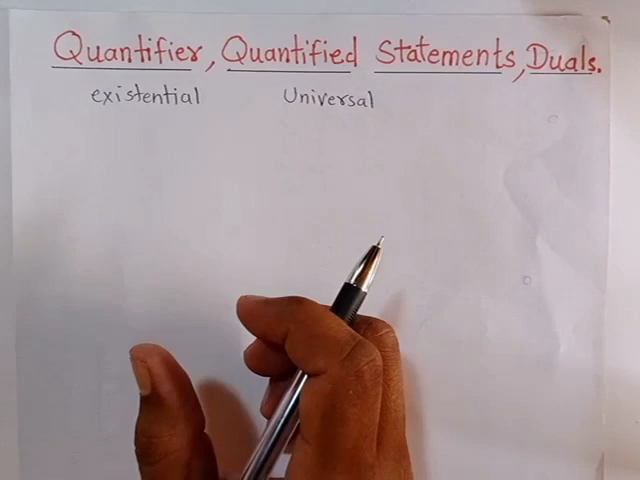 Quantifier, Quantified Statements, Duals.
existential Universal